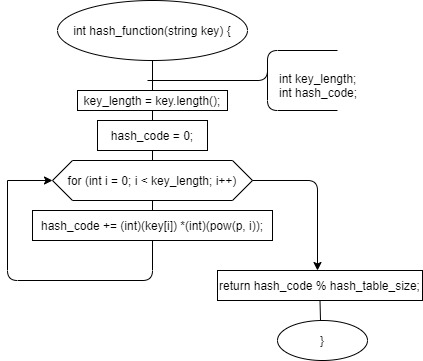 int hash_function(string key) {
int key_length;
int hash_code;
key_length = key.length();
hash_code = 0;
for (int i = 0; i < key_length; i++)
hash_code += (int)(key[i]) *(int)(pow(p, i));
return hash_code % hash_table_size;
}